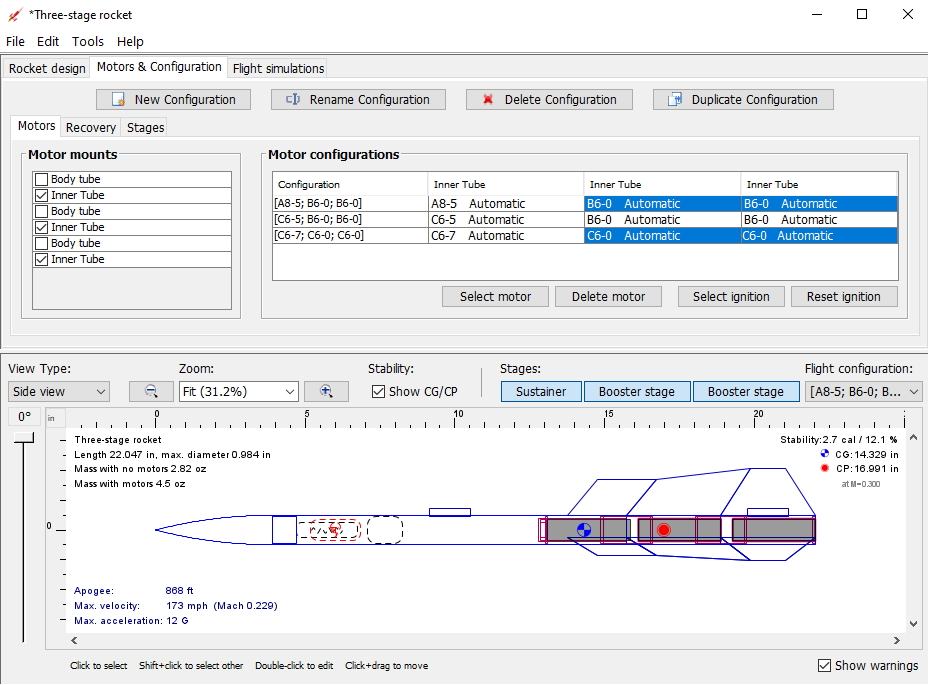 *Three-stage rocket
File Edit Tools Help
Rocket design Motors & Configuration Flight simulations
New Configuration Rename Configuration Delete Configuration Duplicate Configuration
Motors Recovery Stages
Motor mounts
Body tube
Inner Tube
Body tube
Inner Tube
Body tube
Inner Tube
Motor configurations
Configuration Inner Tube Inner Tube Inner Tube
[A8-5; B6-0; B6-0] A8-5 Automatic B6-0 Automatic B6-0 Automatic
[C6-5; B6-0; B6-0] C6-5 Automatic B6-0 Automatic B6-0 Automatic
[C6-7; C6-0; C6-0] C6-7 Automatic C6-0 Automatic C6-0 Automatic
Select motor Delete motor Select ignition Reset ignition
View Type: Zoom: Stability: Stages: Flight configuration:
Side view Fit (31.2%) Show CG/CP Sustainer Booster stage Booster stage [A8-5; B6-0; B...
0° in 0 5 10 15 20
Three-stage rocket
Length 22.047 in, max. diameter 0.984 in
Mass with no motors 2.82 oz
Mass with motors 4.5 oz
Stability:2.7 cal / 12.1 %
CG:14.329 in
CP:16.991 in
at M=0.300
0
Apogee: 868 ft
Max. velocity: 173 mph (Mach 0.229)
Max. acceleration: 12 G
Click to select Shift+click to select other Double-click to edit Click+drag to move Show warnings